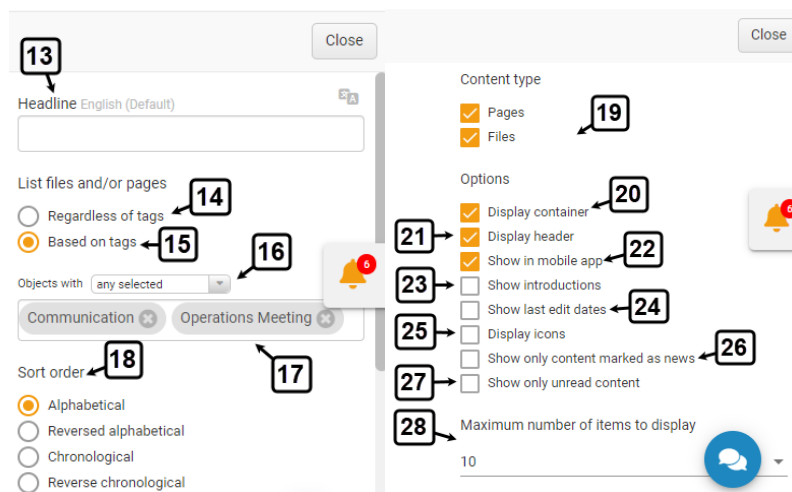 Close
13
Headline English (Default)
List files and/or pages
14
Regardless of tags
Based on tags
15
16
Objects with any selected
6
Communication
Operations Meeting
17
Sort order
18
Alphabetical
Reversed alphabetical
Chronological
Reverse chronological
Close
Content type
Pages
19
Files
Options
20
Display container
6
21
Display header
22
Show in mobile app
23
Show introductions
Show last edit dates
24
25
Display icons
Show only content marked as news
26
27
Show only unread content
28
Maximum number of items to display
10